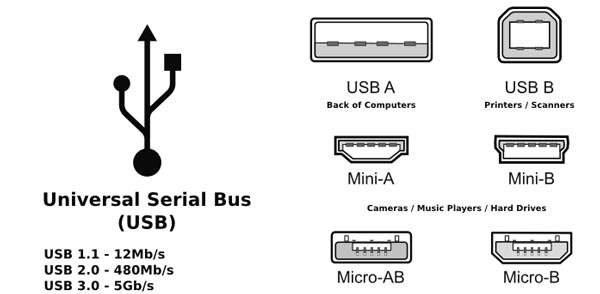 Universal Serial Bus
(USB)
USB 1.1 - 12Mb/s
USB 2.0 - 480Mb/s
USB 3.0 - 5Gb/s
USB A
Back of Computers
USB B
Printers / Scanners
Mini-A
Mini-B
Cameras / Music Players / Hard Drives
Micro-AB
Micro-B